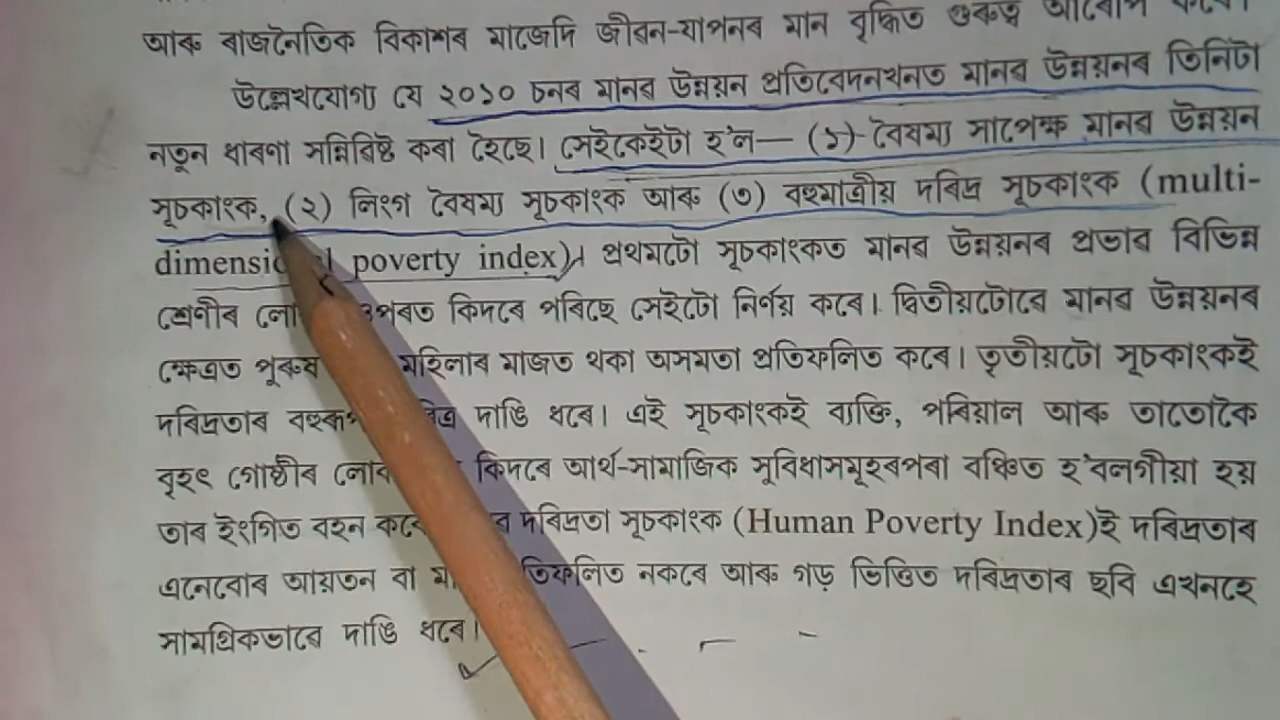 আৰু ৰাজনৈতিক বিকাশৰ মাজেদি জীৱন-যাপনৰ মান বৃদ্ধিত গুৰুত্ব আৰোপ কৰে।
উল্লেখযোগ্য যে ২০১০ চনৰ মানৱ উন্নয়ন প্ৰতিবেদনখনত মানৱ উন্নয়নৰ তিনিটা
নতুন ধাৰণা সন্নিৱিষ্ট কৰা হৈছে। সেইকেইটা হ'ল— (১) বৈষম্য সাপেক্ষ মানৱ উন্নয়ন
সূচকাংক, (২) লিংগ বৈষম্য সূচকাংক আৰু (৩) বহুমাত্ৰীয় দৰিদ্ৰ সূচকাংক (multi-
dimensional poverty index)। প্ৰথমটো সূচকাংকত মানৱ উন্নয়নৰ প্ৰভাৱ বিভিন্ন
শ্ৰেণীৰ ওপৰত কিদৰে পৰিছে সেইটো নিৰ্ণয় কৰে। দ্বিতীয়টোৱে মানৱ উন্নয়নৰ
ক্ষেত্ৰত পুৰুষ মহিলাৰ মাজত থকা অসমতা প্ৰতিফলিত কৰে। তৃতীয়টো সূচকাংকই
দৰিদ্ৰতাৰ দাঙি ধৰে। এই সূচকাংকই ব্যক্তি, পৰিয়াল আৰু তাতোকৈ
বৃহৎ গোষ্ঠীৰ কিদৰে আৰ্থ-সামাজিক সুবিধাসমূহৰপৰা বঞ্চিত হ'বলগীয়া হয়
তাৰ ইংগিত বহন কৰে দৰিদ্ৰতা সূচকাংক (Human Poverty Index)ই দৰিদ্ৰতাৰ
এনেবোৰ আয়তন বা প্ৰতিফলিত নকৰে আৰু গড় ভিত্তিত দৰিদ্ৰতাৰ ছবি এখনহে
সামগ্ৰিকভাৱে দাঙি ধৰে।